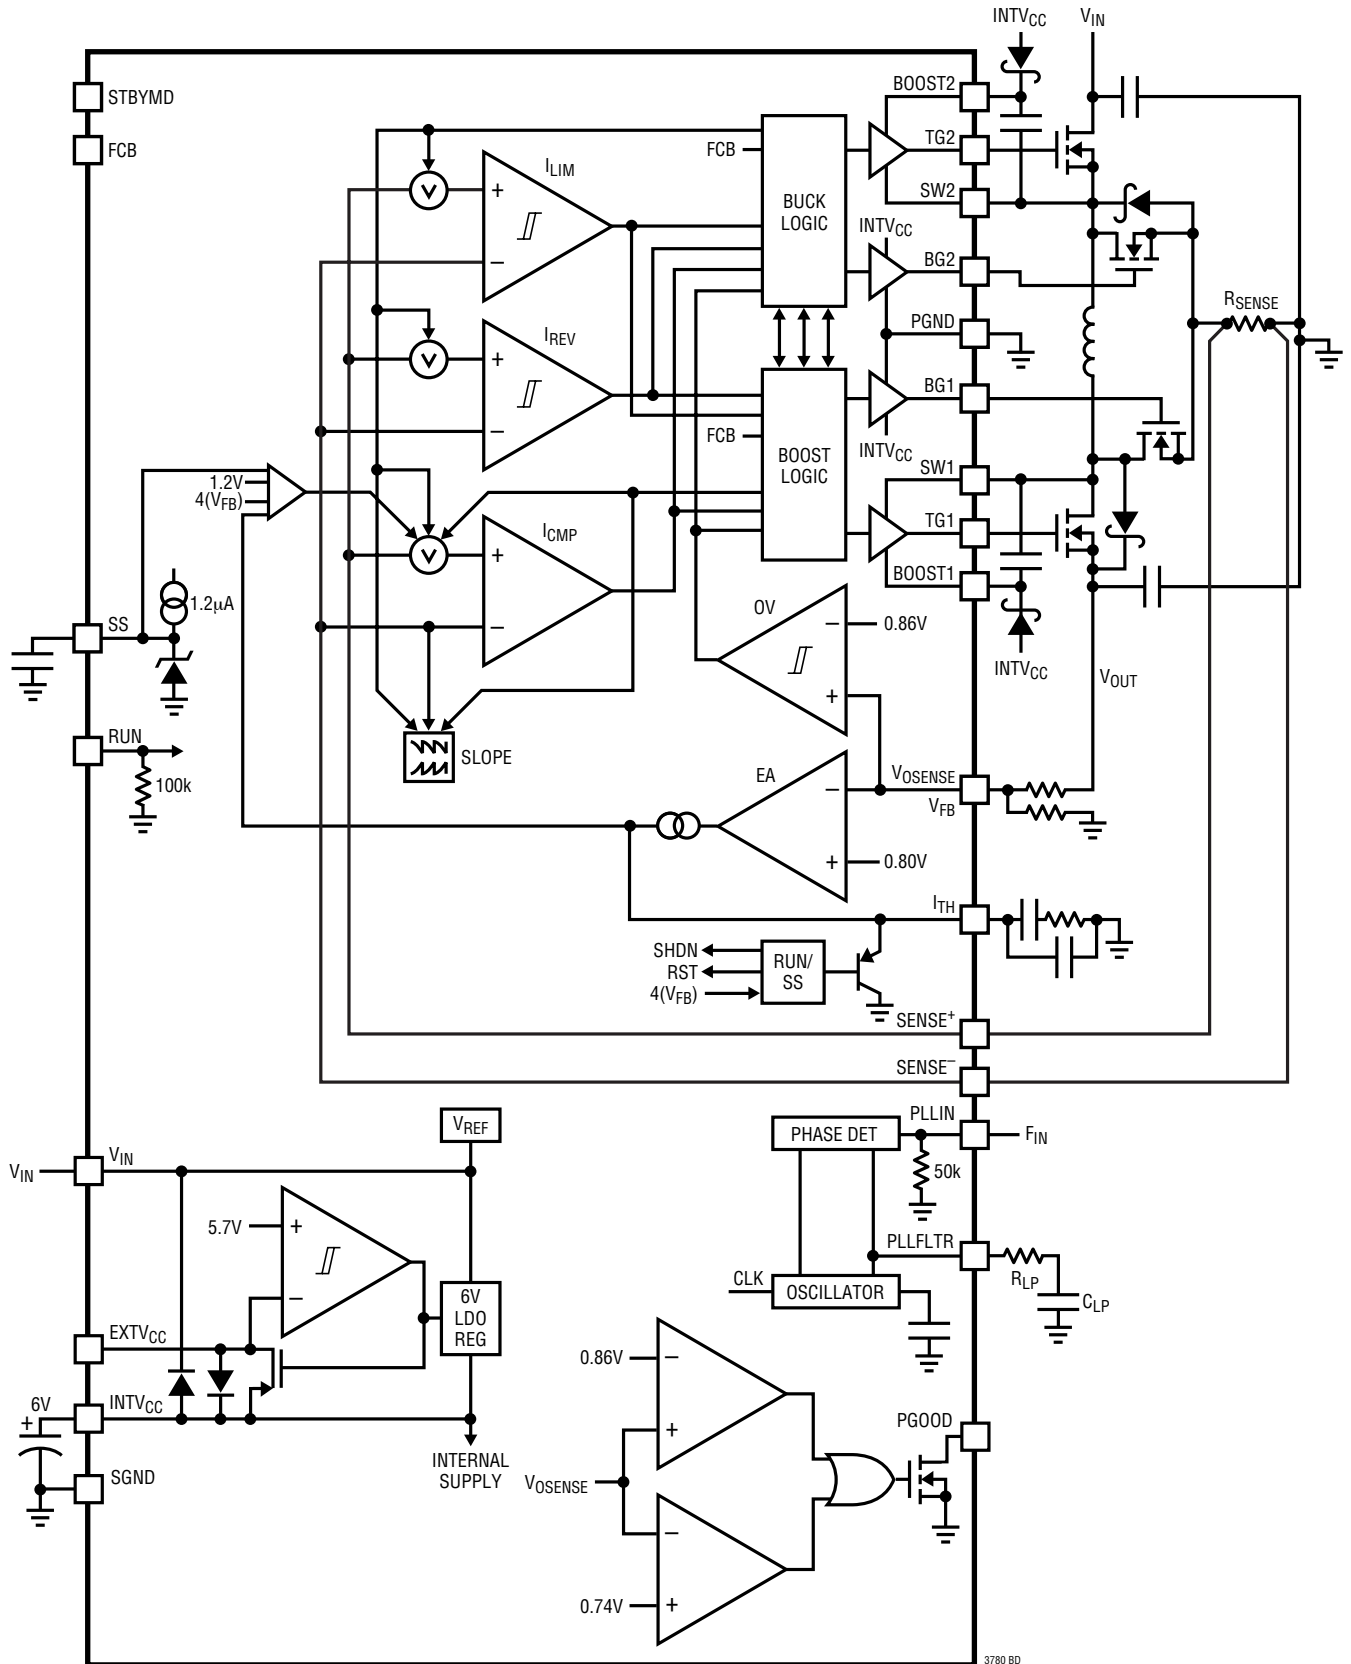 INTVCC
VIN
STBYMD
FCB
BOOST2
TG2
SW2
FCB
BUCK
LOGIC
ILIM
+
−
INTVCC
BG2
PGND
RSENSE
IREV
+
−
BG1
INTVCC
FCB
BOOST
LOGIC
SW1
TG1
BOOST1
1.2V
4(VFB)
ICMP
+
−
INTVCC
VOUT
OV
−
0.86V
+
1.2µA
SS
RUN
100k
SLOPE
EA
−
VOSENSE
VFB
+
0.80V
ITH
SHDN
RST
4(VFB)
RUN/
SS
SENSE+
SENSE−
PLLIN
FIN
PHASE DET
50k
VREF
VIN
VIN
5.7V
+
−
PLLFLTR
RLP
CLP
CLK
OSCILLATOR
6V
LDO
REG
EXTVCC
INTVCC
6V
+
SGND
INTERNAL
SUPPLY
0.86V
−
+
VOSENSE
−
0.74V
+
PGOOD
3780 BD